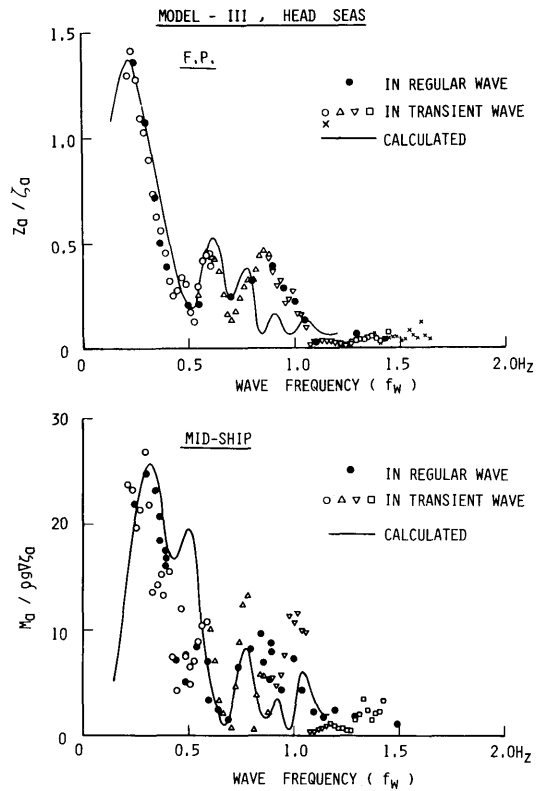 MODEL - III , HEAD SEAS
F.P.
1.5
1.0
0.5
0
Za / ζa
● IN REGULAR WAVE
○ △ ▽ □ IN TRANSIENT WAVE
×
—— CALCULATED
0 0.5 1.0 1.5 2.0Hz
WAVE FREQUENCY ( fw )
MID-SHIP
30
20
10
0
Ma / ρg∇ζa
● IN REGULAR WAVE
○ △ ▽ □ IN TRANSIENT WAVE
—— CALCULATED
0 0.5 1.0 1.5 2.0Hz
WAVE FREQUENCY ( fw )